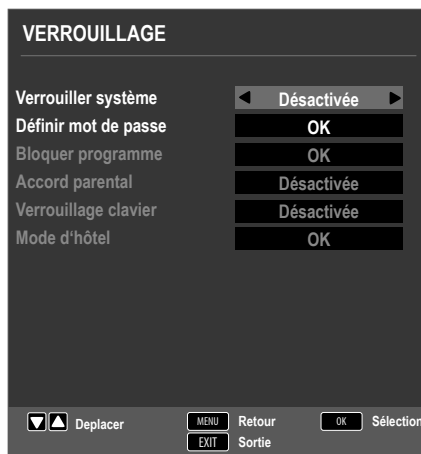 VERROUILLAGE
Verrouiller système Désactivée
Définir mot de passe OK
Bloquer programme OK
Accord parental Désactivée
Verrouillage clavier Désactivée
Mode d‘hôtel OK
Deplacer MENU Retour OK Sélection
EXIT Sortie